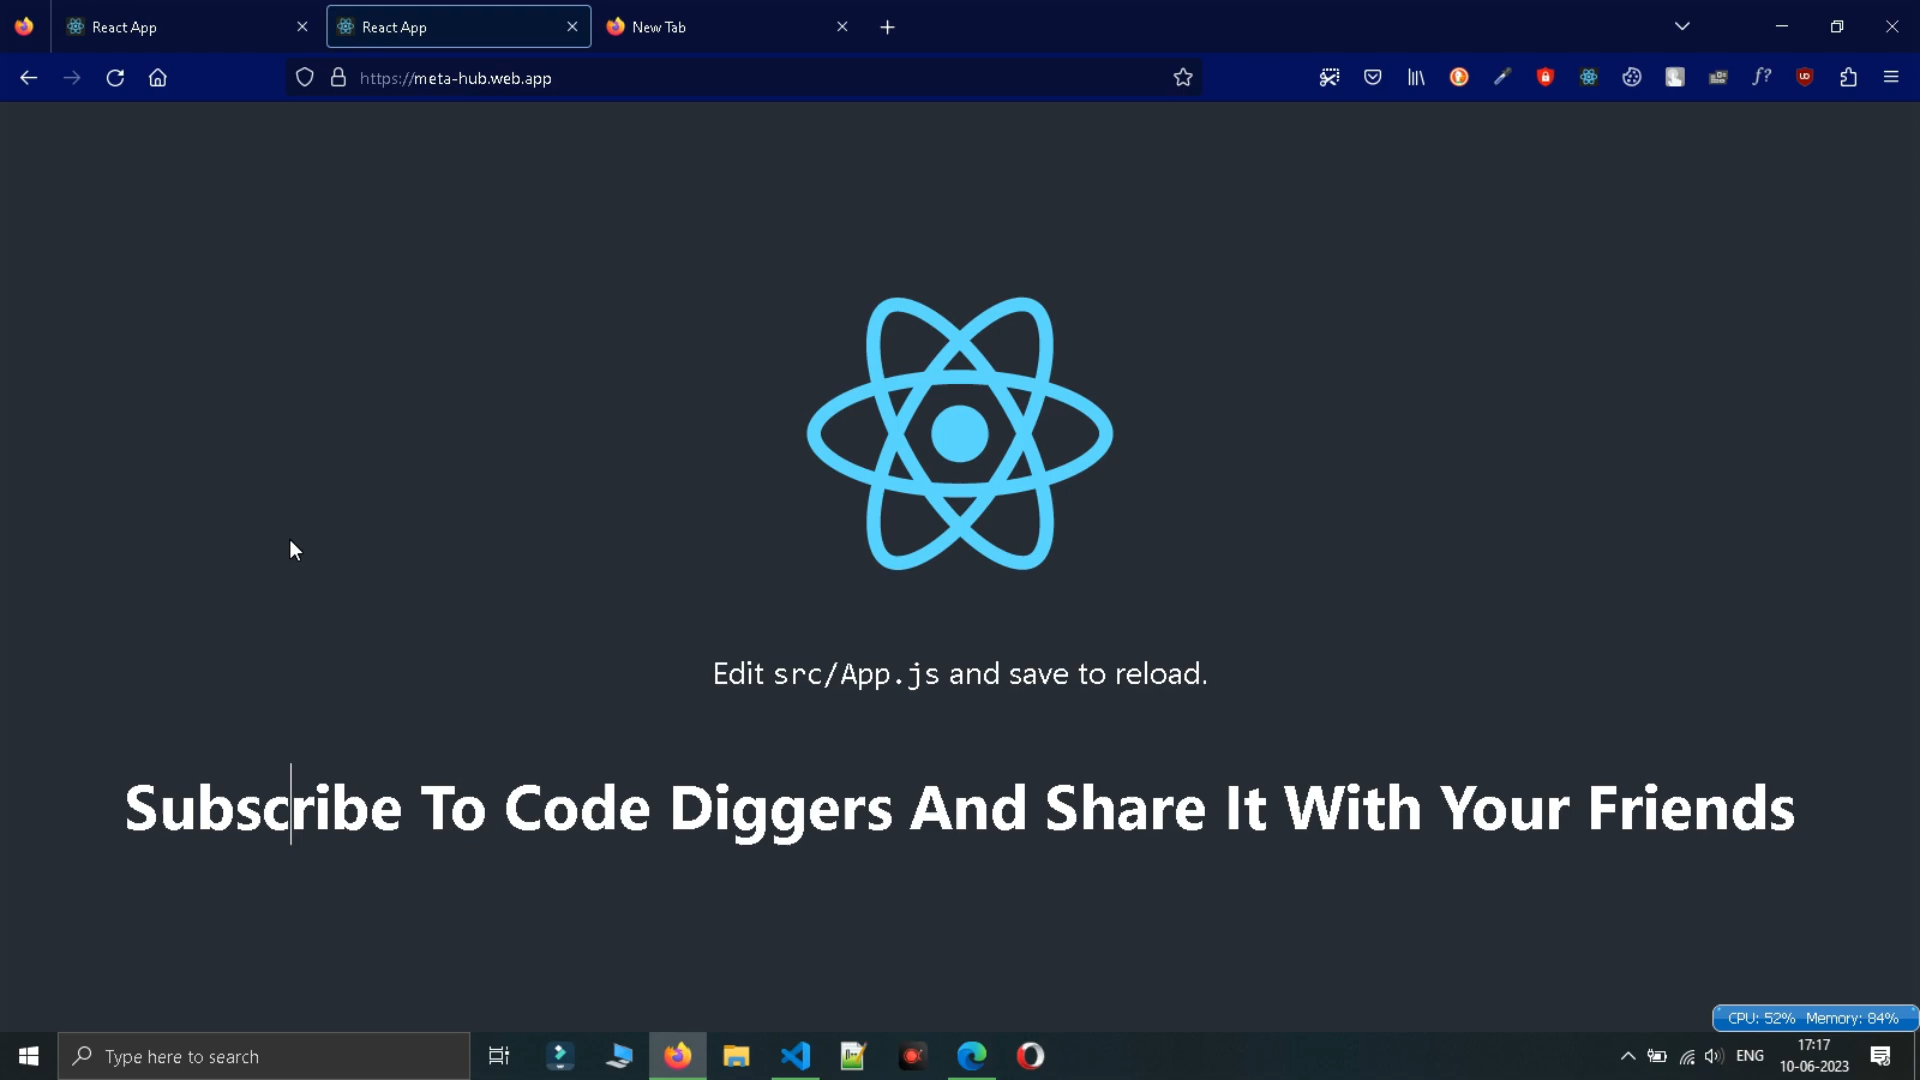 React App
React App
New Tab
https://meta-hub.web.app
Edit src/App.js and save to reload.
Subscribe To Code Diggers And Share It With Your Friends
CPU: 52% Memory: 84%
Type here to search
ENG
17:17
10-06-2023